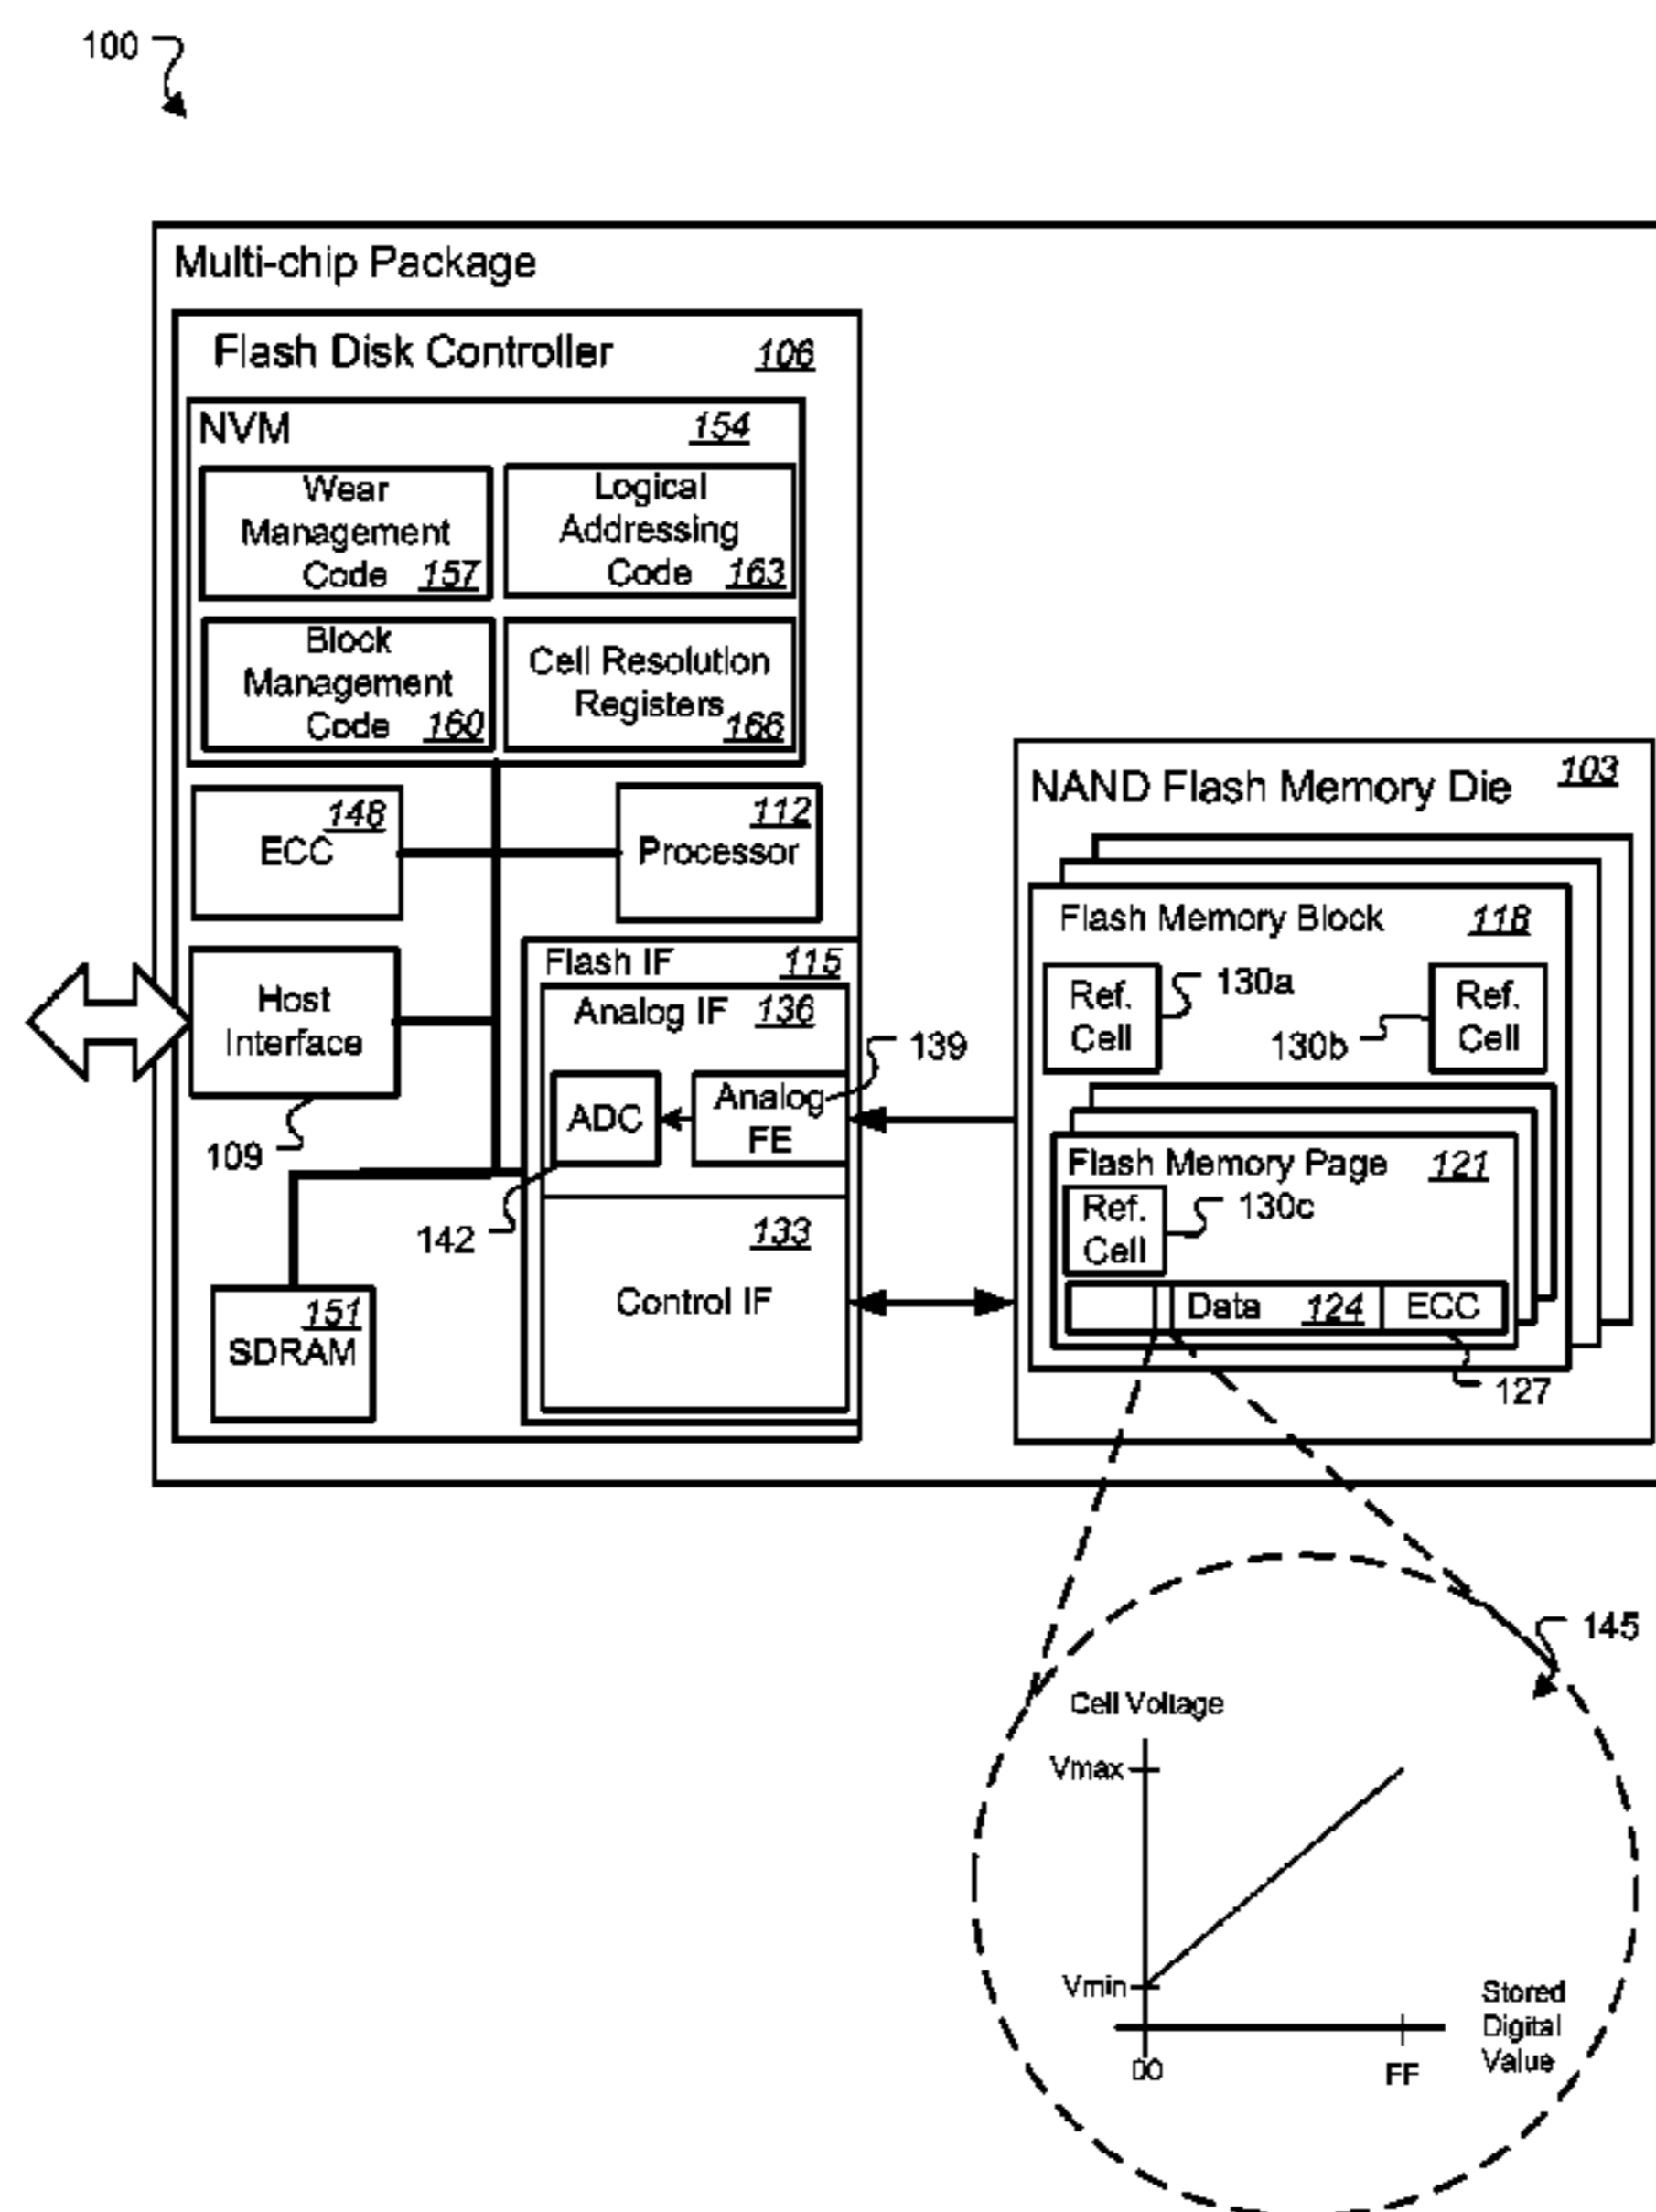 100
Multi-chip Package
Flash Disk Controller 106
NVM 154
Wear
Management
Code 157
Logical
Addressing
Code 163
Block
Management
Code 160
Cell Resolution
Registers 166
148
ECC
112
Processor
Host
Interface
109
Flash IF 115
Analog IF 136
139
ADC
Analog
FE
142
133
Control IF
151
SDRAM
NAND Flash Memory Die 103
Flash Memory Block 118
Ref.
Cell
130a
130b
Ref.
Cell
Flash Memory Page 121
Ref.
Cell
130c
Data 124 ECC
127
145
Cell Voltage
Vmax
Vmin
00
FF
Stored
Digital
Value